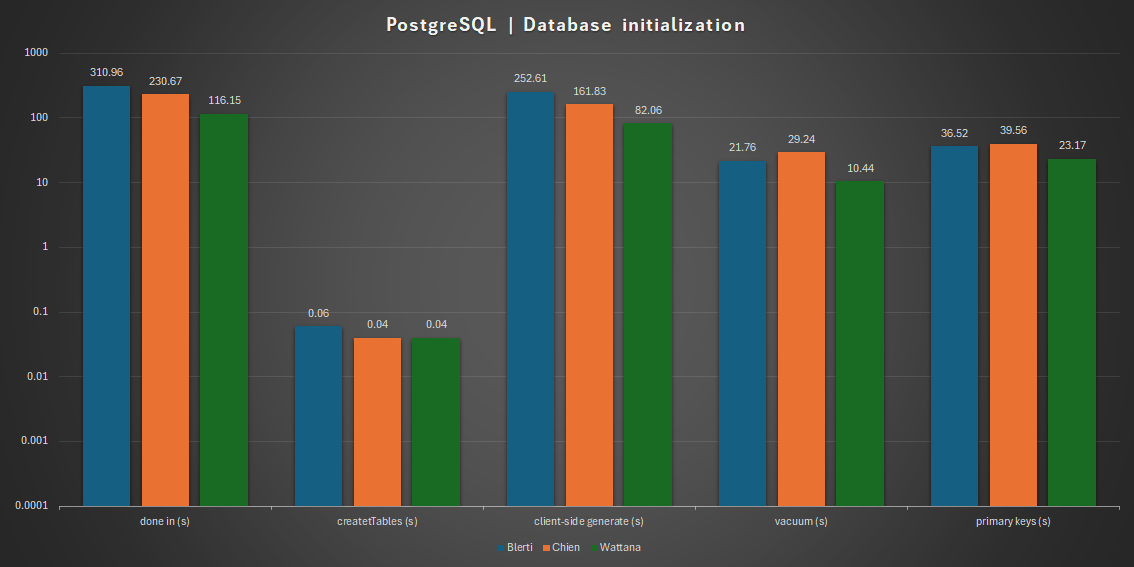 PostgreSQL | Database initialization
1000
100
10
1
0.1
0.01
0.001
0.0001
310.96
230.67
116.15
0.06
0.04
0.04
252.61
161.83
82.06
21.76
29.24
10.44
36.52
39.56
23.17
done in (s)
createtTables (s)
client-side generate (s)
vacuum (s)
primary keys (s)
Blerti
Chien
Wattana